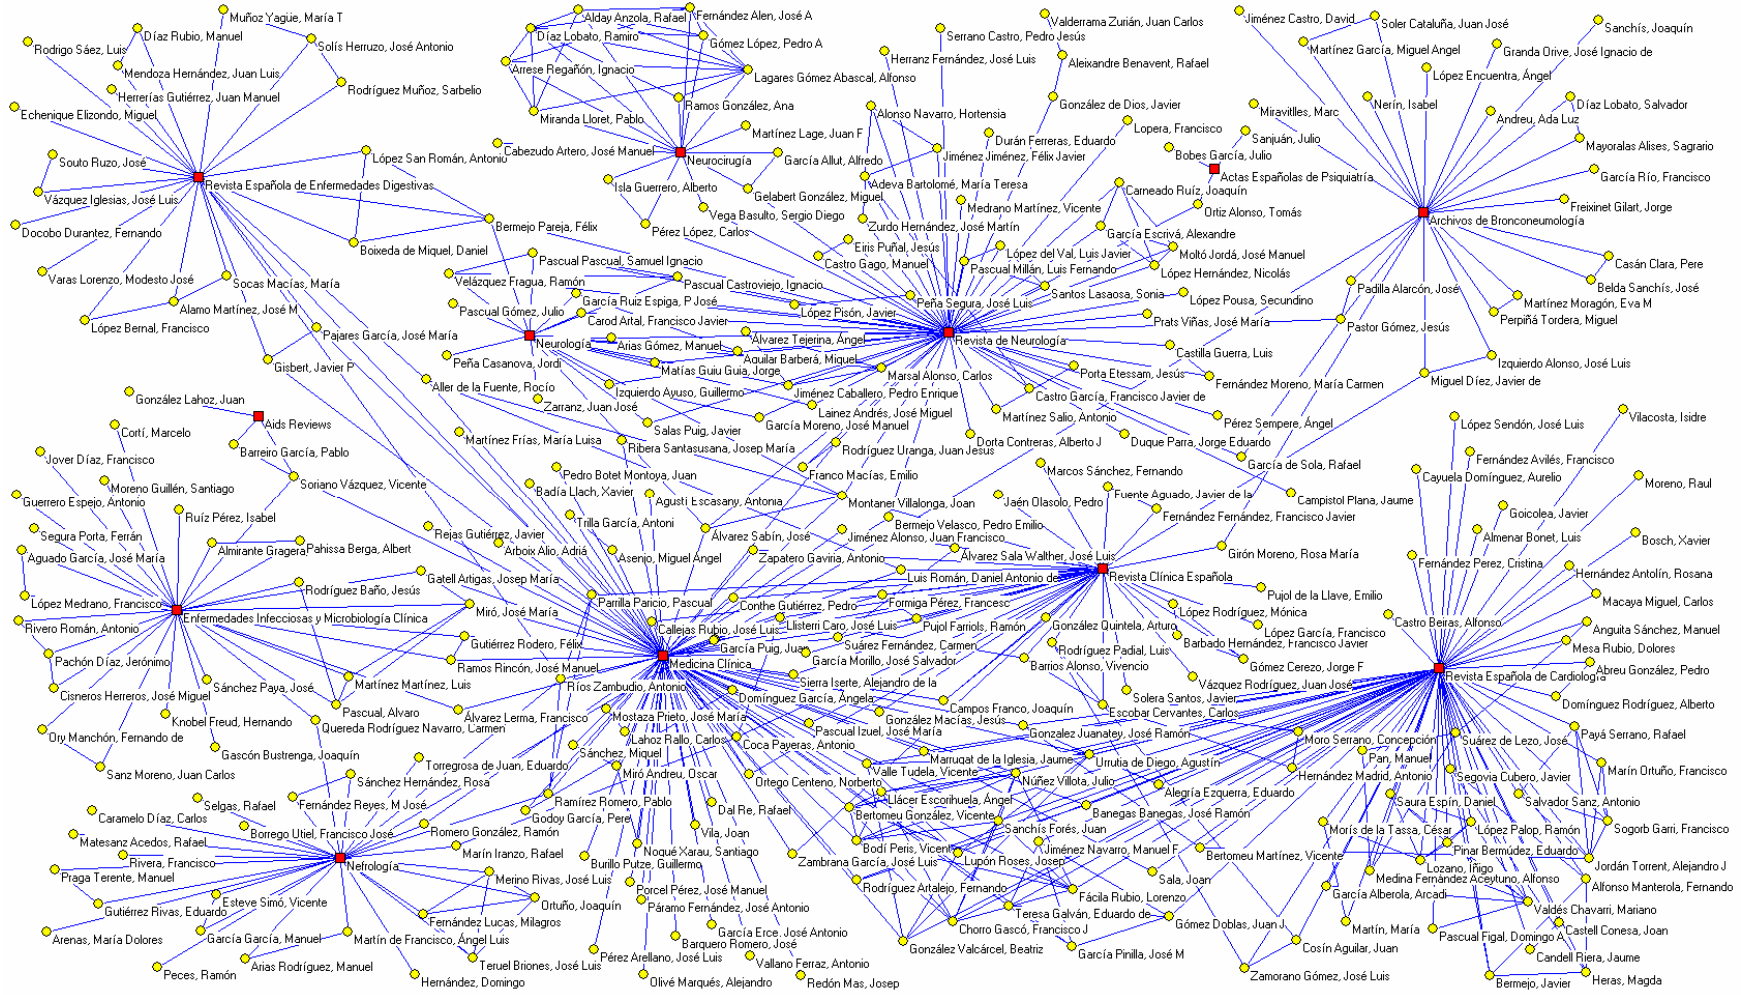 Muñoz Yagüe, María T
Díaz Rubio, Manuel
Rodrigo Sáez, Luis
Solís Herruzo, José Antonio
Mendoza Hernández, Juan Luis
Rodríguez Muñoz, Sarbelio
Herrerías Gutiérrez, Juan Manuel
Echenique Elizondo, Miguel
Souto Ruzo, José
López San Román, Antonio
Revista Española de Enfermedades Digestivas
Vázquez Iglesias, José Luis
Bermejo Pareja, Félix
Docobo Durantez, Fernando
Boixeda de Miquel, Daniel
Varas Lorenzo, Modesto José
Socas Macías, María
Alamo Martínez, José M
López Bernal, Francisco
Pajares García, José María
Gisbert, Javier P
Alday Anzola, Rafael
Fernández Alen, José A
Díaz Lobato, Ramiro
Gómez López, Pedro A
Arrese Regañón, Ignacio
Lagares Gómez Abascal, Alfonso
Ramos González, Ana
Miranda Lloret, Pablo
Martínez Lage, Juan F
Cabezudo Artero, José Manuel
Neurocirugía
García Allut, Alfredo
Isla Guerrero, Alberto
Gelabert González, Miguel
Vega Basulto, Sergio Diego
Pérez López, Carlos
Valderrama Zurián, Juan Carlos
Serrano Castro, Pedro Jesús
Herranz Fernández, José Luis
Aleixandre Benavent, Rafael
González de Dios, Javier
Alonso Navarro, Hortensia
Lopera, Francisco
Durán Ferreras, Eduardo
Jiménez Jiménez, Félix Javier
Adeva Bartolomé, María Teresa
Carneado Ruíz, Joaquín
Medrano Martínez, Vicente
Ortiz Alonso, Tomás
Zurdo Hernández, José Martín
García Escrivá, Alexandre
Eiris Puñal, Jesús
López del Val, Luis Javier
Moltó Jordá, José Manuel
Castro Gago, Manuel
Pascual Millán, Luis Fernando
López Hernández, Nicolás
Santos Lasaosa, Sonia
Peña Segura, José Luis
López Pousa, Secundino
López Pisón, Javier
Prats Viñas, José María
Revista de Neurología
Castilla Guerra, Luis
Jiménez Castro, David
Soler Cataluña, Juan José
Sanchís, Joaquín
Martínez García, Miguel Angel
Granda Orive, José Ignacio de
López Encuentra, Ángel
Nerín, Isabel
Díaz Lobato, Salvador
Miravitlles, Marc
Andreu, Ada Luz
Sanjuán, Julio
Mayoralas Alises, Sagrario
Bobes García, Julio
Actas Españolas de Psiquiatría
García Río, Francisco
Freixinet Gilart, Jorge
Archivos de Bronconeumología
Casán Clara, Pere
Belda Sanchís, José
Padilla Alarcón, José
Martínez Moragón, Eva M
Perpiñá Tordera, Miguel
Pastor Gómez, Jesús
Izquierdo Alonso, José Luis
Miguel Díez, Javier de
Pascual Pascual, Samuel Ignacio
Velázquez Fragua, Ramón
Pascual Castroviejo, Ignacio
García Ruiz Espiga, P José
Pascual Gómez, Julio
Carod Artal, Francisco Javier
Neurología
Arias Gómez, Manuel
Álvarez Tejerina, Angel
Aguilar Barberá, Miquel
Peña Casanova, Jordi
Matías Guiu Guia, Jorge
Marsal Alonso, Carlos
Porta Etessam, Jesús
Fernández Moreno, María Carmen
Aller de la Fuente, Rocío
Izquierdo Ayuso, Guillermo
Jiménez Caballero, Pedro Enrique
Castro García, Francisco Javier de
Zarranz, Juan José
Lainez Andrés, José Miguel
Martínez Salio, Antonio
Pérez Sempere, Ángel
Salas Puig, Javier
García Moreno, José Manuel
Dorta Contreras, Alberto J
Duque Parra, Jorge Eduardo
Martínez Frías, María Luisa
Ribera Santasusana, Josep María
Rodríguez Uranga, Juan Jesús
García de Sola, Rafael
Franco Macías, Emilio
González Lahoz, Juan
Aids Reviews
Cortí, Marcelo
Barreiro García, Pablo
Jover Díaz, Francisco
Moreno Guillén, Santiago
Soriano Vázquez, Vicente
Guerrero Espejo, Antonio
Ruíz Pérez, Isabel
Segura Porta, Ferrán
Almirante Gragera
Pahissa Berga, Albert
Aguado García, José María
Rodríguez Baño, Jesús
López Medrano, Francisco
Enfermedades Infecciosas y Microbiología Clínica
Rivero Román, Antonio
Pachón Díaz, Jerónimo
Cisneros Herreros, José Miguel
Sánchez Paya, José
Martínez Martínez, Luis
Knobel Freud, Hernando
Pascual, Alvaro
Ory Manchón, Fernando de
Quereda Rodríguez Navarro, Carmen
Gascón Bustrenga, Joaquín
Sanz Moreno, Juan Carlos
Pedro Botet Montoya, Juan
Badía Llach, Xavier
Agusti Escasany, Antonia
Montaner Villalonga, Joan
Trilla García, Antoni
Rejas Gutiérrez, Javier
Álvarez Sabín, José
Arboix Alio, Adriá
Asenjo, Miguel Angel
Zapatero Gaviria, Antonio
Gatell Artigas, Josep María
Miró, José María
Parrilla Paricio, Pascual
Conthe Gutiérrez, Pedro
Formiga Pérez, Francesc
Callejas Rubio, José Luis
Llisterri Caro, José Luis
Pujol Farriols, Ramón
Gutiérrez Rodero, Félix
García Puig, Juan
Suárez Fernández, Carmen
Ramos Rincón, José Manuel
Medicina Clínica
García Morillo, José Salvador
Sierra Iserte, Alejandro de la
Ríos Zambudio, Antonio
Domínguez García, Angela
Campos Franco, Joaquín
Álvarez Lerma, Francisco
Mostaza Prieto, José María
González Macías, Jesús
Pascual Izuel, José María
Lahoz Rallo, Carlos
Coca Payeras, Antonio
Sánchez, Miguel
Marcos Sánchez, Fernando
Campistol Plana, Jaume
Jaén Olasolo, Pedro
Fuente Aguado, Javier de la
Fernández Fernández, Francisco Javier
Bermejo Velasco, Pedro Emilio
Jiménez Alonso, Juan Francisco
Girón Moreno, Rosa María
Álvarez Sala Walther, José Luis
Luis Román, Daniel Antonio de
Revista Clínica Española
Pujol de la Llave, Emilio
López Rodríguez, Mónica
González Quintela, Arturo
López García, Francisco
Barbado Hernández, Francisco Javier
Rodríguez Padial, Luis
Barrios Alonso, Vivencio
Gómez Cerezo, Jorge F
Vázquez Rodríguez, Juan José
Solera Santos, Javier
Escobar Cervantes, Carlos
Gonzalez Juanatey, José Ramón
Vilacosta, Isidre
López Sendón, José Luis
Fernández Avilés, Francisco
Cayuela Domínguez, Aurelio
Moreno, Raul
Goicolea, Javier
Almenar Bonet, Luis
Bosch, Xavier
Fernández Perez, Cristina
Hernández Antolín, Rosana
Macaya Miguel, Carlos
Castro Beiras, Alfonso
Anguita Sánchez, Manuel
Mesa Rubio, Dolores
Abreu González, Pedro
Revista Española de Cardiología
Domínguez Rodríguez, Alberto
Moro Serrano, Concepción
Suárez de Lezo, José
Payá Serrano, Rafael
Pan, Manuel
Hernández Madrid, Antonio
Segovia Cubero, Javier
Marín Ortuño, Francisco
Saura Espín, Daniel
Salvador Sanz, Antonio
Morís de la Tassa, César
López Palop, Ramón
Sogorb Garri, Francisco
Pinar Bermúdez, Eduardo
Lozano, Iñigo
Jordán Torrent, Alejandro J
Medina Fernández Aceytuno, Alfonso
Alfonso Manterola, Fernando
García Alberola, Arcadi
Valdés Chavarri, Mariano
Martín, María
Pascual Figal, Domingo A
Castell Conesa, Joan
Candell Riera, Jaume
Bermejo, Javier
Heras, Magda
Marrugat de la Iglesia, Jaume
Urrutia de Diego, Agustín
Valle Tudela, Vicente
Núñez Villota, Julio
Ortego Centeno, Norberto
Alegría Ezquerra, Eduardo
Llácer Escorihuela, Angel
Bertomeu González, Vicente
Banegas Banegas, José Ramón
Sanchís Forés, Juan
Bodí Peris, Vicent
Jiménez Navarro, Manuel F
Zambrana García, José Luis
Lupón Roses, Josep
Bertomeu Martínez, Vicente
Sala, Joan
Rodríguez Artalejo, Fernando
Fácila Rubio, Lorenzo
Teresa Galván, Eduardo de
Chorro Gascó, Francisco J
Gómez Doblas, Juan J
González Valcárcel, Beatriz
García Pinilla, José M
Cosín Aguilar, Juan
Zamorano Gómez, José Luis
Torregrosa de Juan, Eduardo
Miró Andreu, Oscar
Sánchez Hernández, Rosa
Selgas, Rafael
Fernández Reyes, M José
Ramírez Romero, Pablo
Caramelo Díaz, Carlos
Godoy García, Pere
Dal Re, Rafael
Borrego Utiel, Francisco José
Romero González, Ramón
Matesanz Acedos, Rafael
Vila, Joan
Rivera, Francisco
Marín Iranzo, Rafael
Nogué Xarau, Santiago
Nefrología
Burillo Putze, Guillermo
Praga Terente, Manuel
Merino Rivas, José Luis
Porcel Pérez, José Manuel
Esteve Simó, Vicente
Ortuño, Joaquín
Páramo Fernández, José Antonio
Gutiérrez Rivas, Eduardo
Fernández Lucas, Milagros
García Erce, José Antonio
Arenas, María Dolores
García García, Manuel
Martín de Francisco, Ángel Luis
Barquero Romero, José
Pérez Arellano, José Luis
Vallano Ferraz, Antonio
Peces, Ramón
Arias Rodríguez, Manuel
Teruel Briones, José Luis
Hernández, Domingo
Olivé Marqués, Alejandro
Redón Mas, Josep